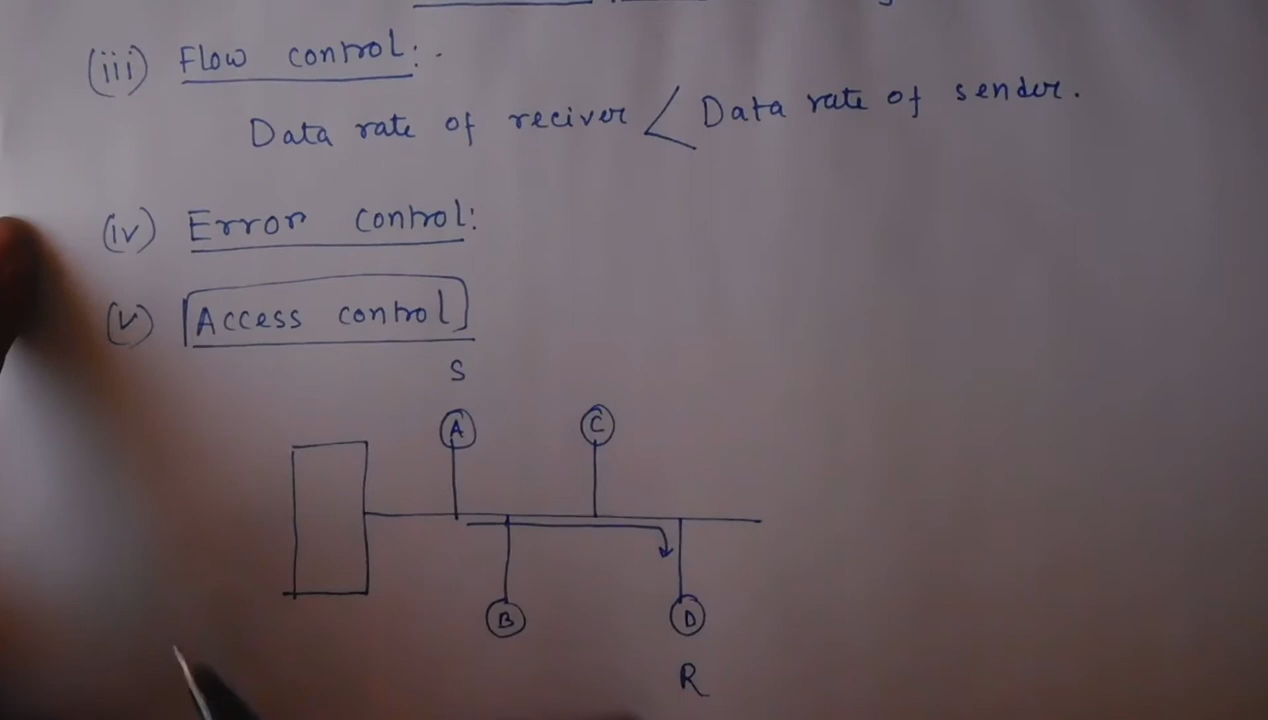 (iii) Flow control:-
Data rate of reciver < Data rate of sender.
(iv) Error control:
(v) Access control
S
A
C
B
D
R